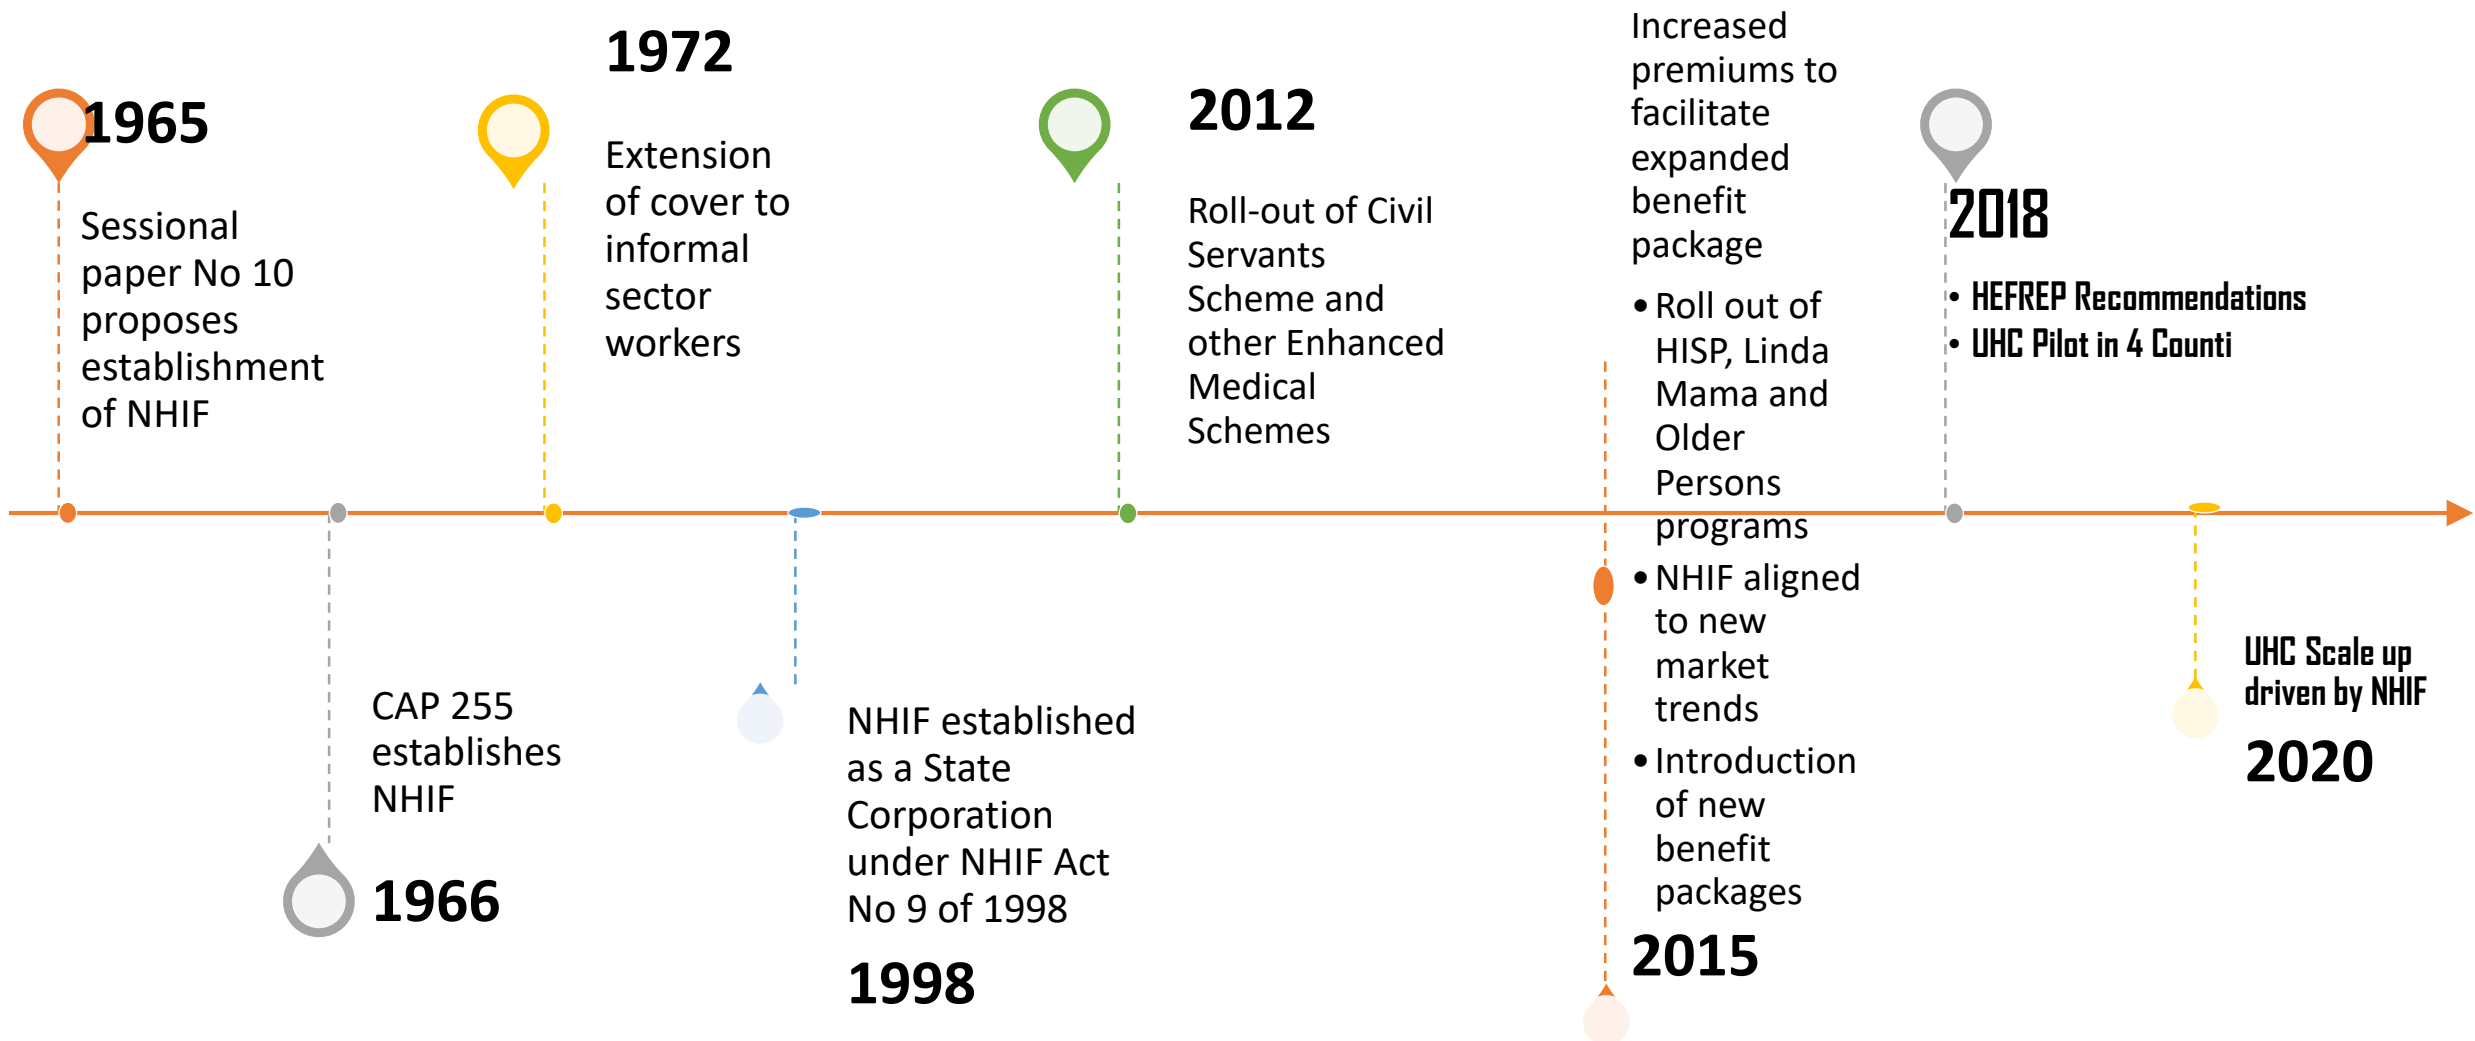 1965
Sessional
paper No 10
proposes
establishment
of NHIF
CAP 255
establishes
NHIF
1966
1972
Extension
of cover to
informal
sector
workers
NHIF established
as a State
Corporation
under NHIF Act
No 9 of 1998
1998
2012
Roll-out of Civil
Servants
Scheme and
other Enhanced
Medical
Schemes
Increased
premiums to
facilitate
expanded
benefit
package
• Roll out of
HISP, Linda
Mama and
Older
Persons
programs
• NHIF aligned
to new
market
trends
• Introduction
of new
benefit
packages
2015
2018
• HEFREP Recommendations
• UHC Pilot in 4 Counti
UHC Scale up
driven by NHIF
2020